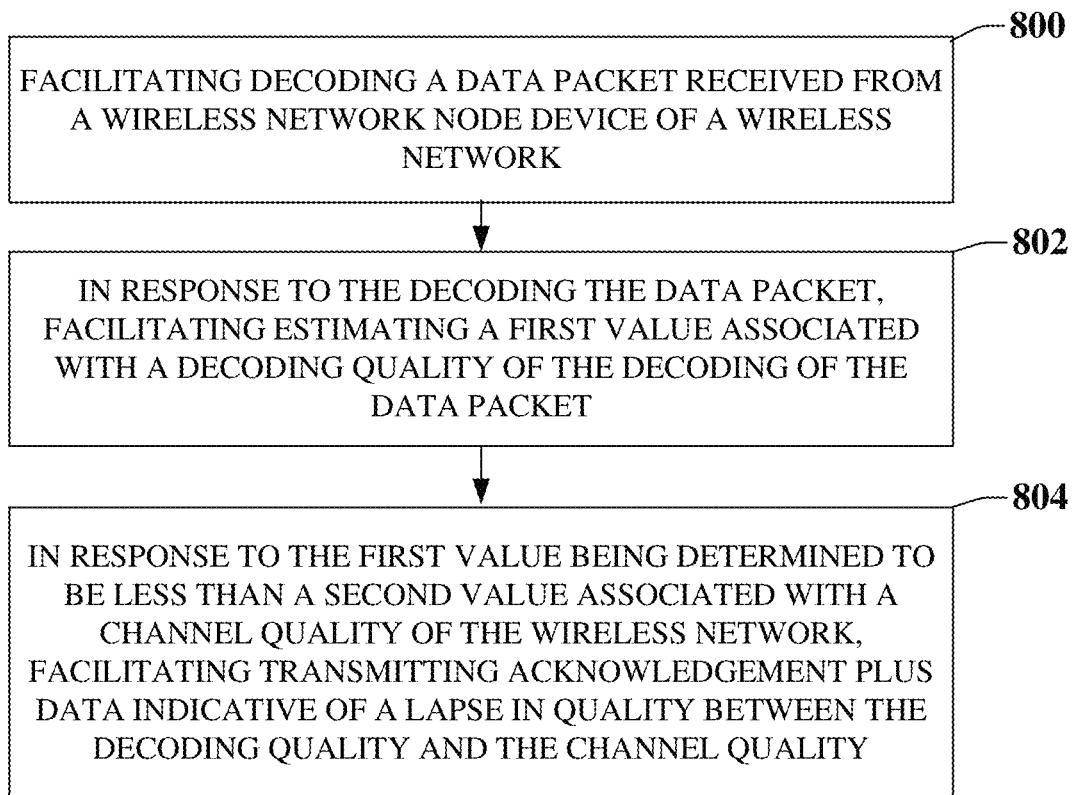 800
FACILITATING DECODING A DATA PACKET RECEIVED FROM
A WIRELESS NETWORK NODE DEVICE OF A WIRELESS
NETWORK
802
IN RESPONSE TO THE DECODING THE DATA PACKET,
FACILITATING ESTIMATING A FIRST VALUE ASSOCIATED
WITH A DECODING QUALITY OF THE DECODING OF THE
DATA PACKET
804
IN RESPONSE TO THE FIRST VALUE BEING DETERMINED TO
BE LESS THAN A SECOND VALUE ASSOCIATED WITH A
CHANNEL QUALITY OF THE WIRELESS NETWORK,
FACILITATING TRANSMITTING ACKNOWLEDGEMENT PLUS
DATA INDICATIVE OF A LAPSE IN QUALITY BETWEEN THE
DECODING QUALITY AND THE CHANNEL QUALITY